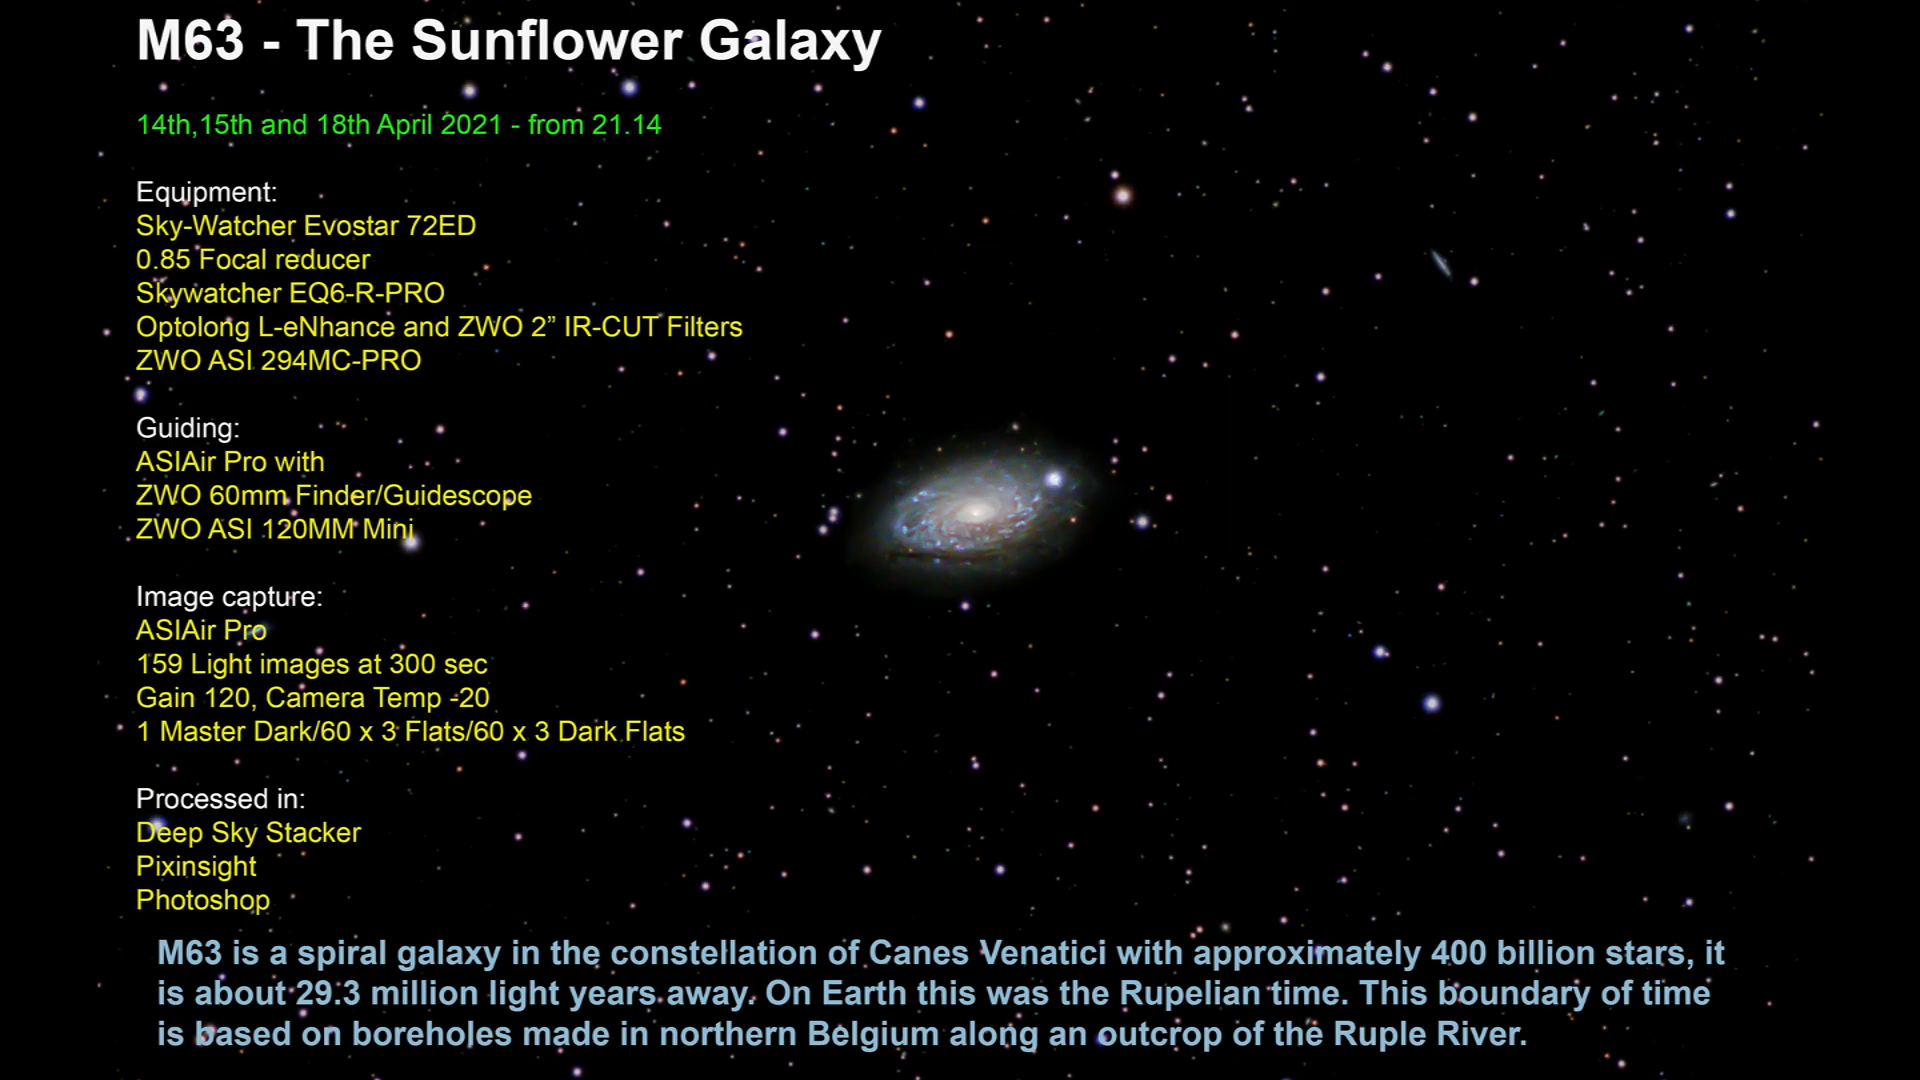 M63 - The Sunflower Galaxy
14th,15th and 18th April 2021 - from 21.14
Equipment:
Sky-Watcher Evostar 72ED
0.85 Focal reducer
Skywatcher EQ6-R-PRO
Optolong L-eNhance and ZWO 2” IR-CUT Filters
ZWO ASI 294MC-PRO
Guiding:
ASIAir Pro with
ZWO 60mm Finder/Guidescope
ZWO ASI 120MM Mini
Image capture:
ASIAir Pro
159 Light images at 300 sec
Gain 120, Camera Temp -20
1 Master Dark/60 x 3 Flats/60 x 3 Dark Flats
Processed in:
Deep Sky Stacker
Pixinsight
Photoshop
M63 is a spiral galaxy in the constellation of Canes Venatici with approximately 400 billion stars, it
is about 29.3 million light years away. On Earth this was the Rupelian time. This boundary of time
is based on boreholes made in northern Belgium along an outcrop of the Ruple River.